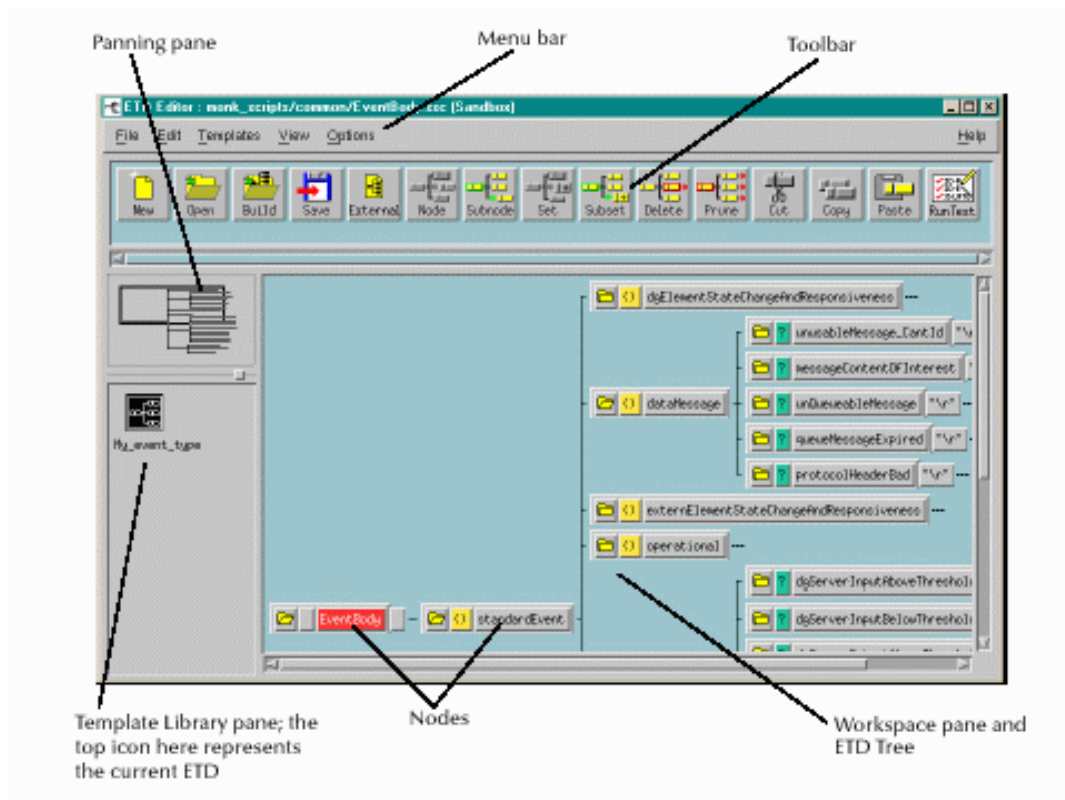 Panning pane
Menu bar
Toolbar
ETD Editor : monk_scripts/common/EventBody.ssc (Sandbox)
File Edit Templates View Options Help
New Open Build Save External Node Subnode Set Subset Delete Prune Cut Copy Paste RunTest
dgElementStateChangeAndResponsiveness
unusableMessage_CantId
messageContentOfInterest
dataMessage
unQueueableMessage "\r"
queueMessageExpired "\r"
protocolHeaderBad "\r"
My_event_type
externElementStateChangeAndResponsiveness
operational
dgServerInputAboveThreshol
EventBody
standardEvent
dgServerInputBelowThreshol
Template Library pane; the
top icon here represents
the current ETD
Nodes
Workspace pane and
ETD Tree